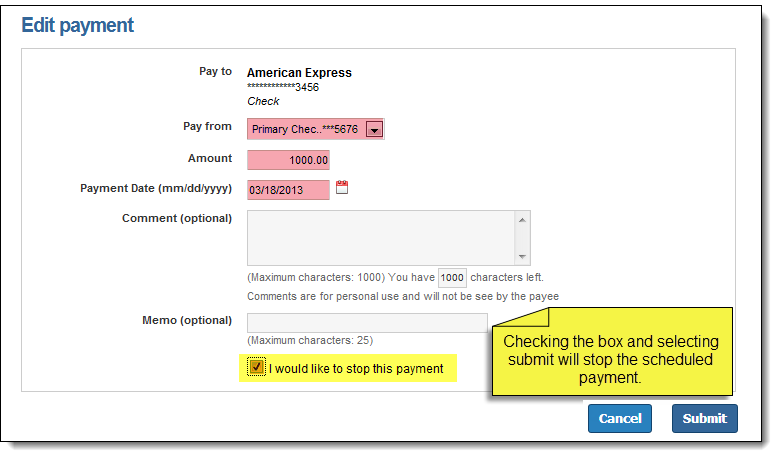 Edit payment
Pay to American Express
************3456
Check
Pay from Primary Chec..***5676
Amount 1000.00
Payment Date (mm/dd/yyyy) 03/18/2013
Comment (optional)
(Maximum characters: 1000) You have 1000 characters left.
Comments are for personal use and will not be see by the payee
Memo (optional)
(Maximum characters: 25)
I would like to stop this payment
Checking the box and selecting
submit will stop the scheduled
payment.
Cancel Submit